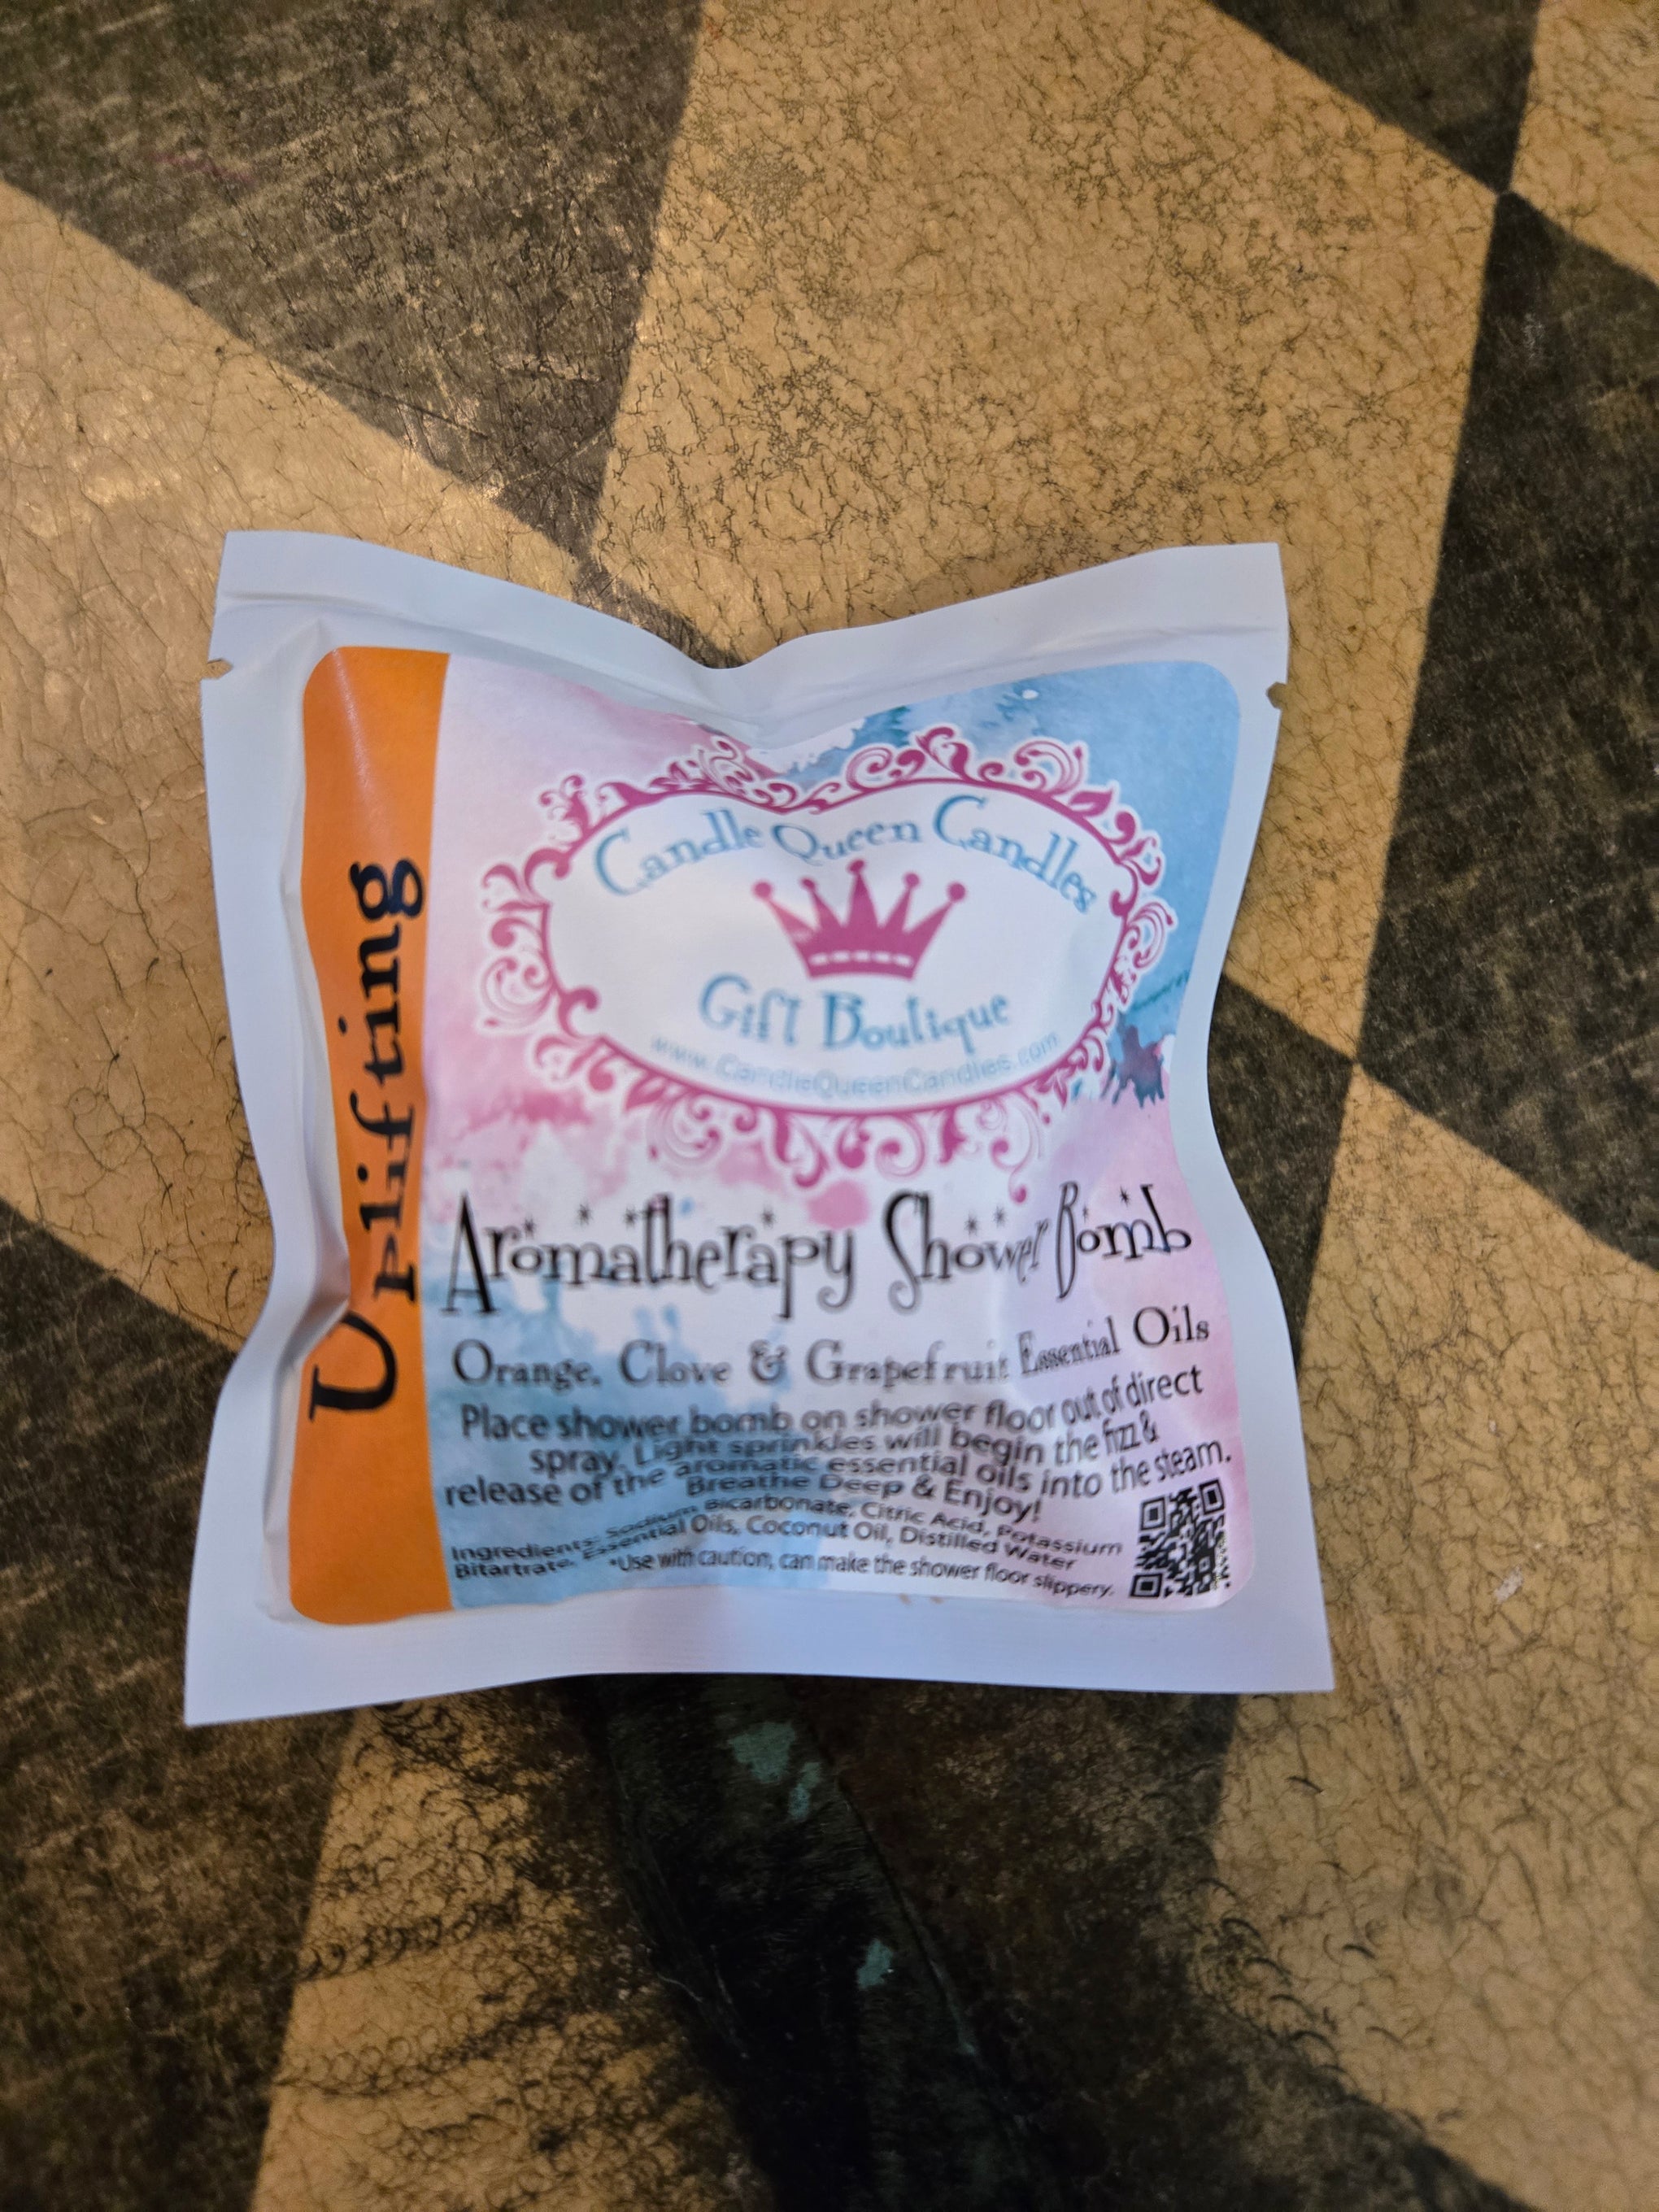 Uplifting
Candle Queen Candles
Gift Boutique
www.CandleQueenCandles.com
Aromatherapy Shower Bomb
Orange, Clove & Grapefruit Essential Oils
Place shower bomb on shower floor out of direct
spray. Light sprinkles will begin the fizz &
release of the aromatic essential oils into the steam.
Breathe Deep & Enjoy!
Ingredients: Sodium Bicarbonate, Citric Acid, Potassium
Bitartrate, Essential Oils, Coconut Oil, Distilled Water
*Use with caution, can make the shower floor slippery.